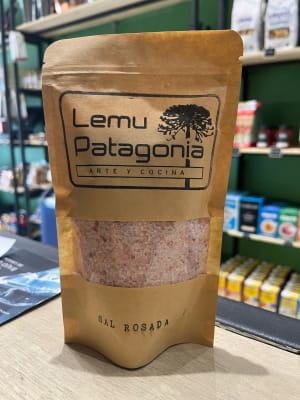 Lemu
Patagonia
ARTE Y COCINA
SAL ROSADA